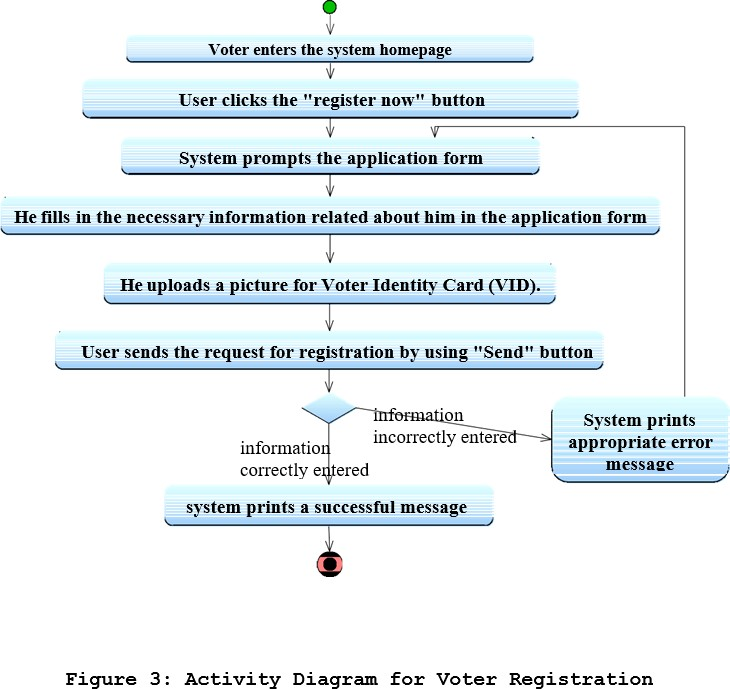 Voter enters the system homepage
User clicks the "register now" button
System prompts the application form
He fills in the necessary information related about him in the application form
He uploads a picture for Voter Identity Card (VID).
User sends the request for registration by using "Send" button
information
incorrectly entered
System prints
appropriate error
message
information
correctly entered
system prints a successful message
Figure 3: Activity Diagram for Voter Registration